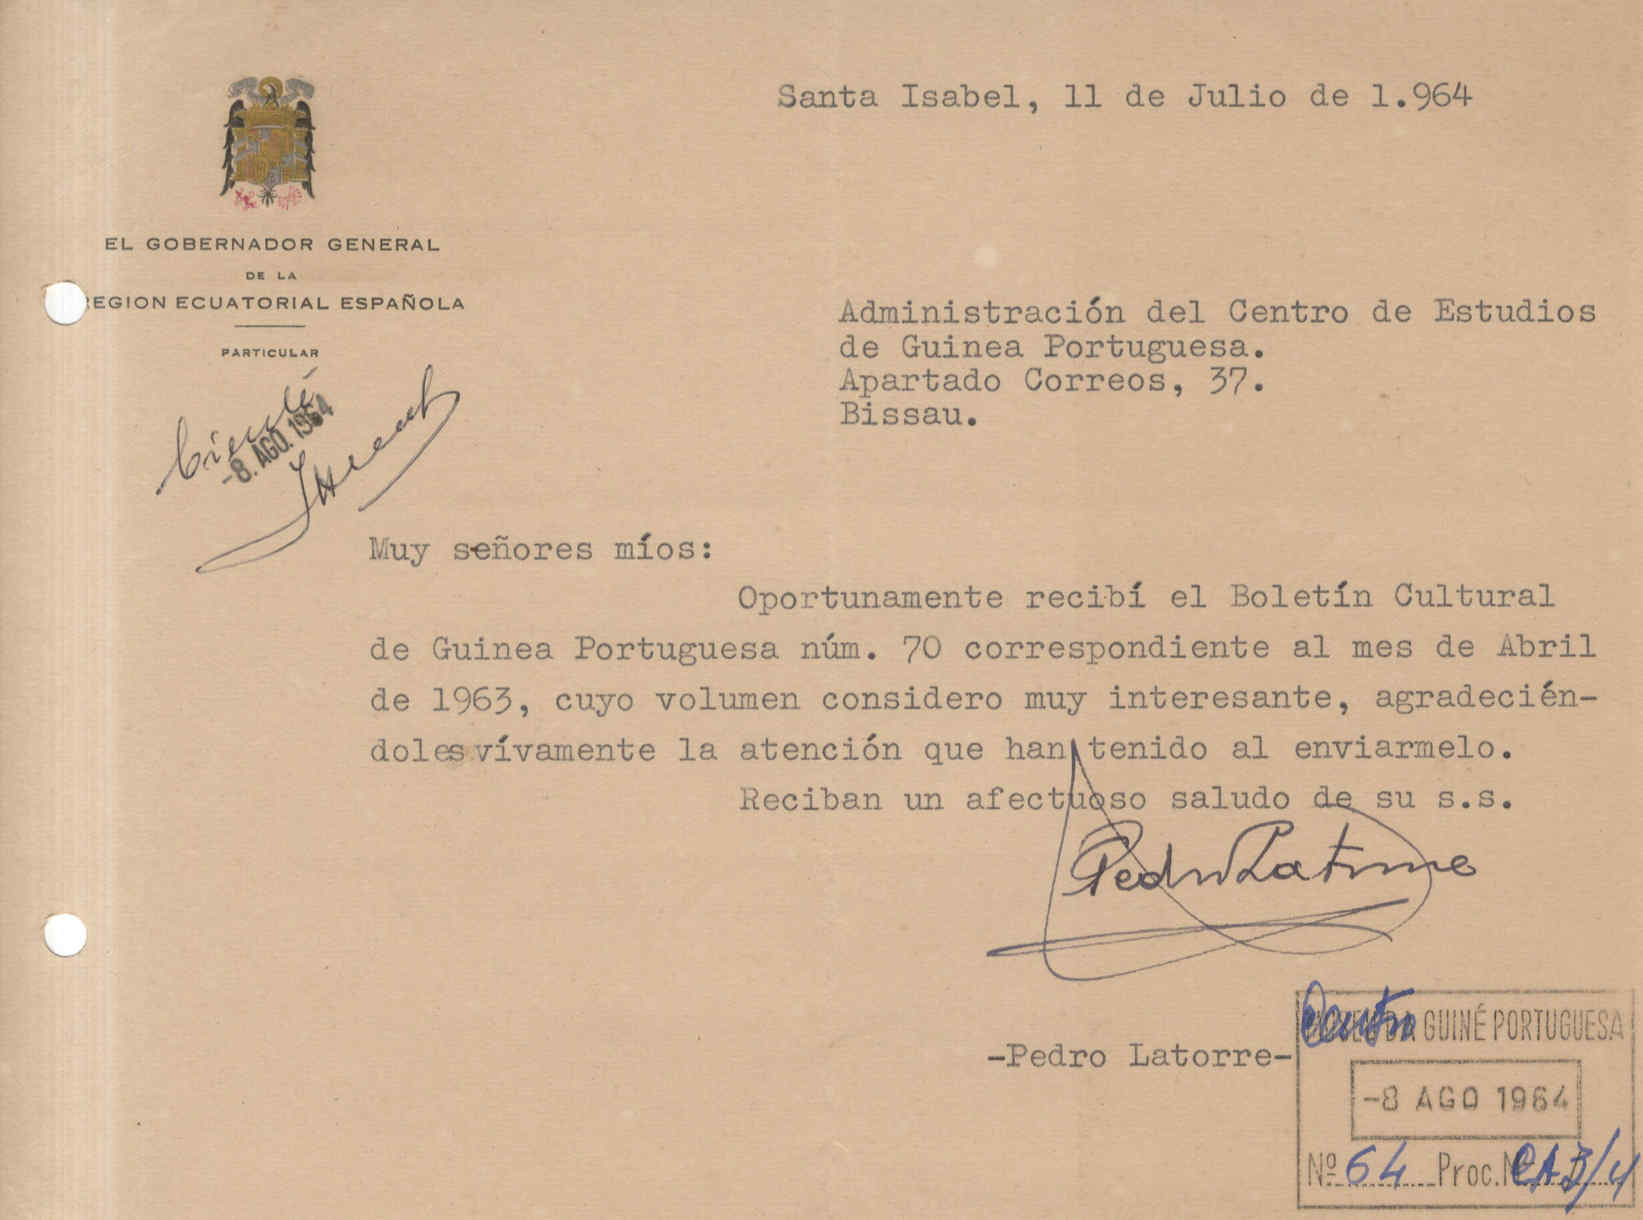 Santa Isabel, 11 de Julio de 1.964
EL GOBERNADOR GENERAL
DE LA
REGION ECUATORIAL ESPAÑOLA
PARTICULAR
Administración del Centro de Estudios
de Guinea Portuguesa.
Apartado Correos, 37.
Bissau.
-8. AGO. 1964
Muy señores míos:
Oportunamente recibí el Boletín Cultural
de Guinea Portuguesa núm. 70 correspondiente al mes de Abril
de 1963, cuyo volumen considero muy interesante, agradecién-
doles vívamente la atención que han tenido al enviarmelo.
Reciban un afectuoso saludo de su s.s.
Pedro Latorre
-Pedro Latorre-
DA GUINÉ PORTUGUESA
-8 AGO 1964
Nº 64 Proc.